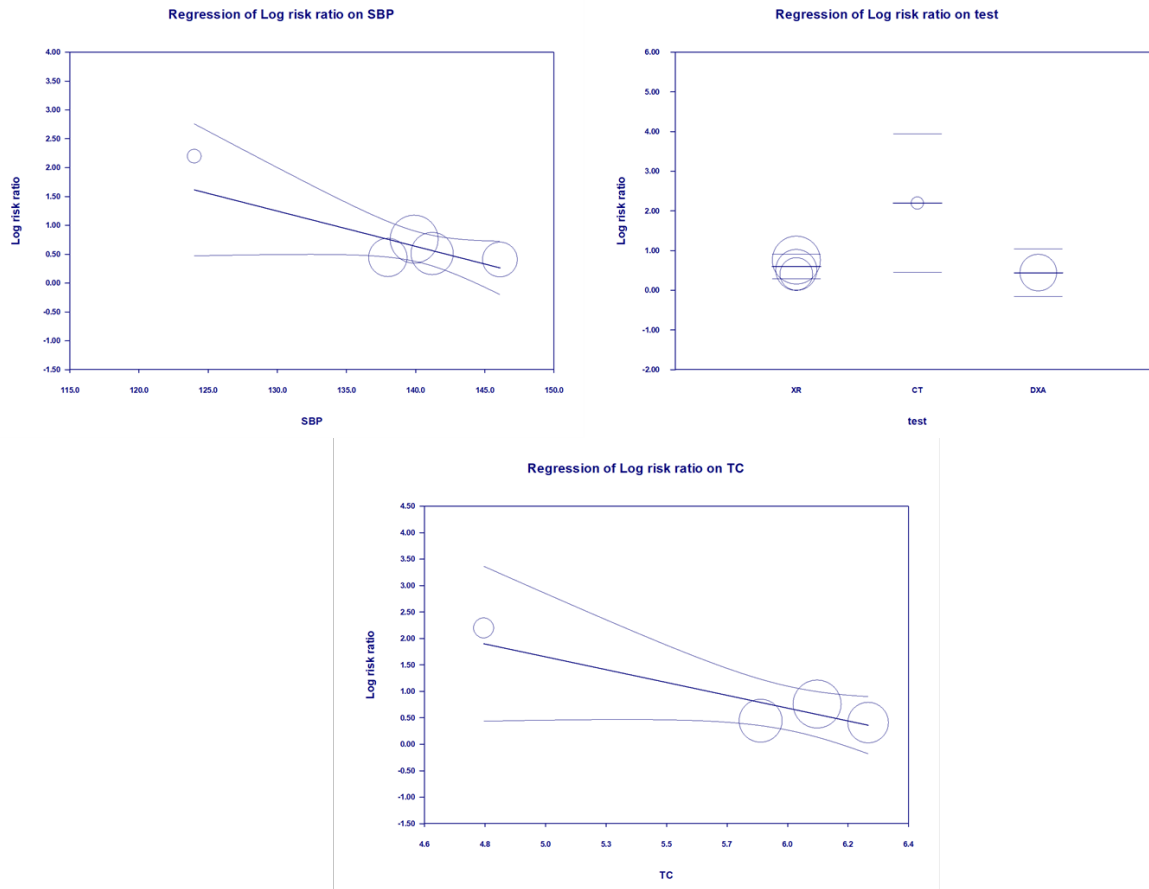 Regression of Log risk ratio on SBP
4.00
3.50
3.00
2.50
2.00
1.50
1.00
0.50
0.00
-0.50
-1.00
-1.50
Log risk ratio
115.0 120.0 125.0 130.0 135.0 140.0 145.0 150.0
SBP
Regression of Log risk ratio on test
6.00
5.00
4.00
3.00
2.00
1.00
0.00
-1.00
-2.00
Log risk ratio
XR CT DXA
test
Regression of Log risk ratio on TC
4.50
4.00
3.50
3.00
2.50
2.00
1.50
1.00
0.50
0.00
-0.50
-1.00
-1.50
Log risk ratio
4.6 4.8 5.0 5.3 5.5 5.7 6.0 6.2 6.4
TC